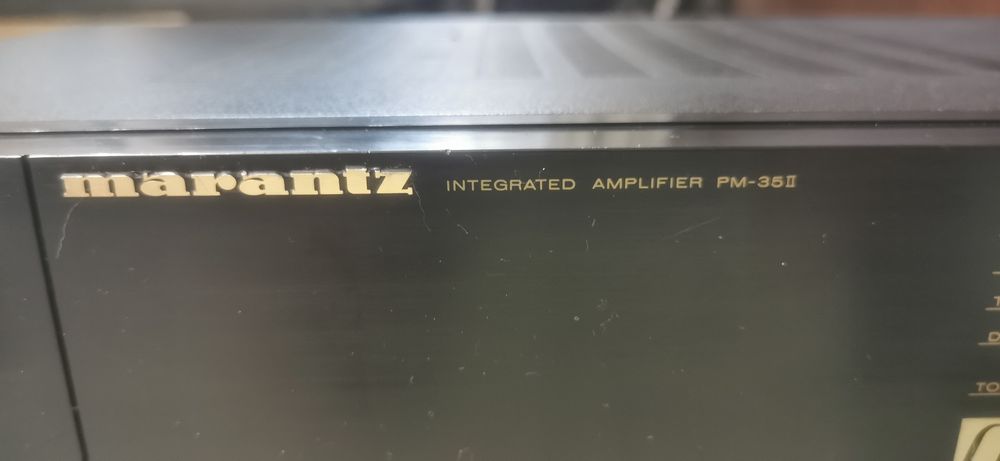 marantz INTEGRATED AMPLIFIER PM-35II